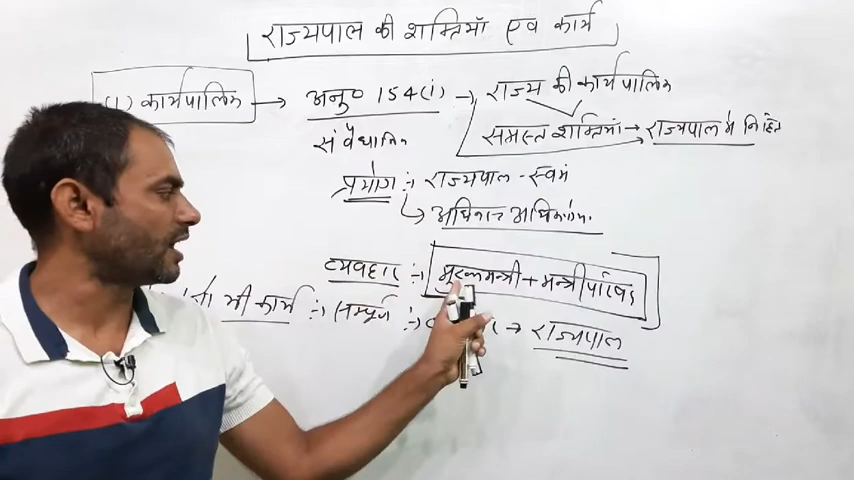 राज्यपाल की शक्तियाँ एवं कार्य
(1) कार्यपालिक → अनु० 154(i) → राज्य की कार्यपालिक
संवैधानिक
समस्त शक्तियां → राज्यपाल में निहित
प्रयोग :- राज्यपाल - स्वयं
↳ अधिनस्त अधिकारी.
व्यवहार :- मुख्यमन्त्री + मन्त्रीपरिषद
भी कार्य :- सम्पूर्ण :- → राज्यपाल